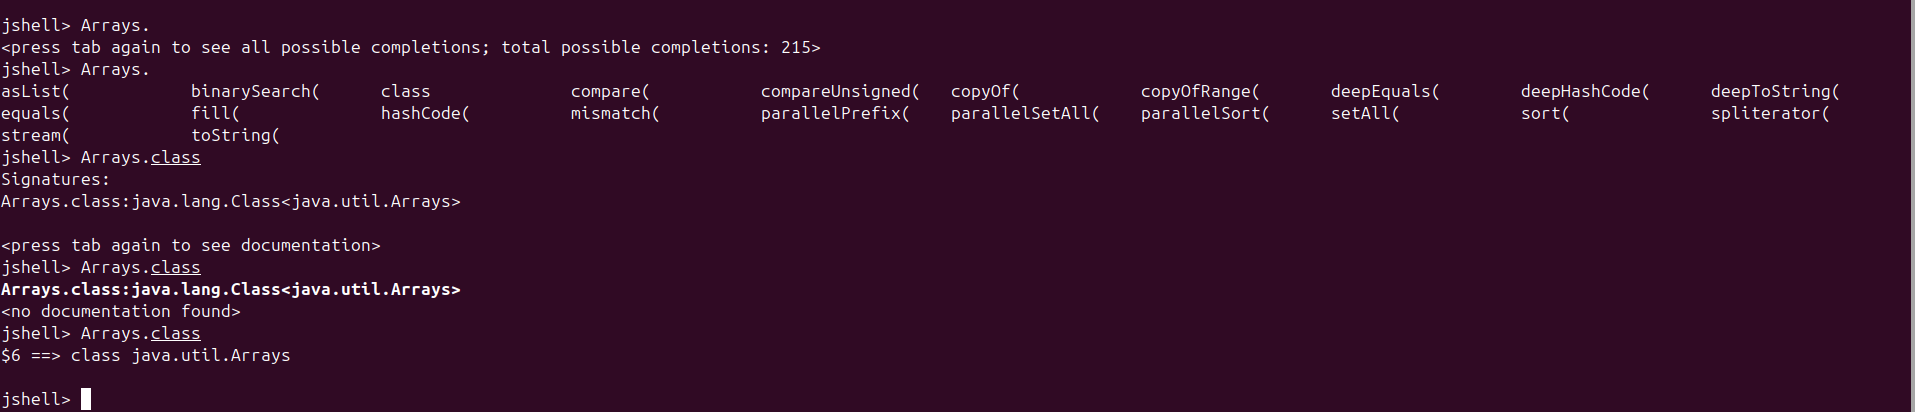 jshell> Arrays.
<press tab again to see all possible completions; total possible completions: 215>
jshell> Arrays.
asList( binarySearch( class compare( compareUnsigned( copyOf( copyOfRange( deepEquals( deepHashCode( deepToString(
equals( fill( hashCode( mismatch( parallelPrefix( parallelSetAll( parallelSort( setAll( sort( spliterator(
stream( toString(
jshell> Arrays.class
Signatures:
Arrays.class:java.lang.Class<java.util.Arrays>
<press tab again to see documentation>
jshell> Arrays.class
Arrays.class:java.lang.Class<java.util.Arrays>
<no documentation found>
jshell> Arrays.class
$6 ==> class java.util.Arrays
jshell>